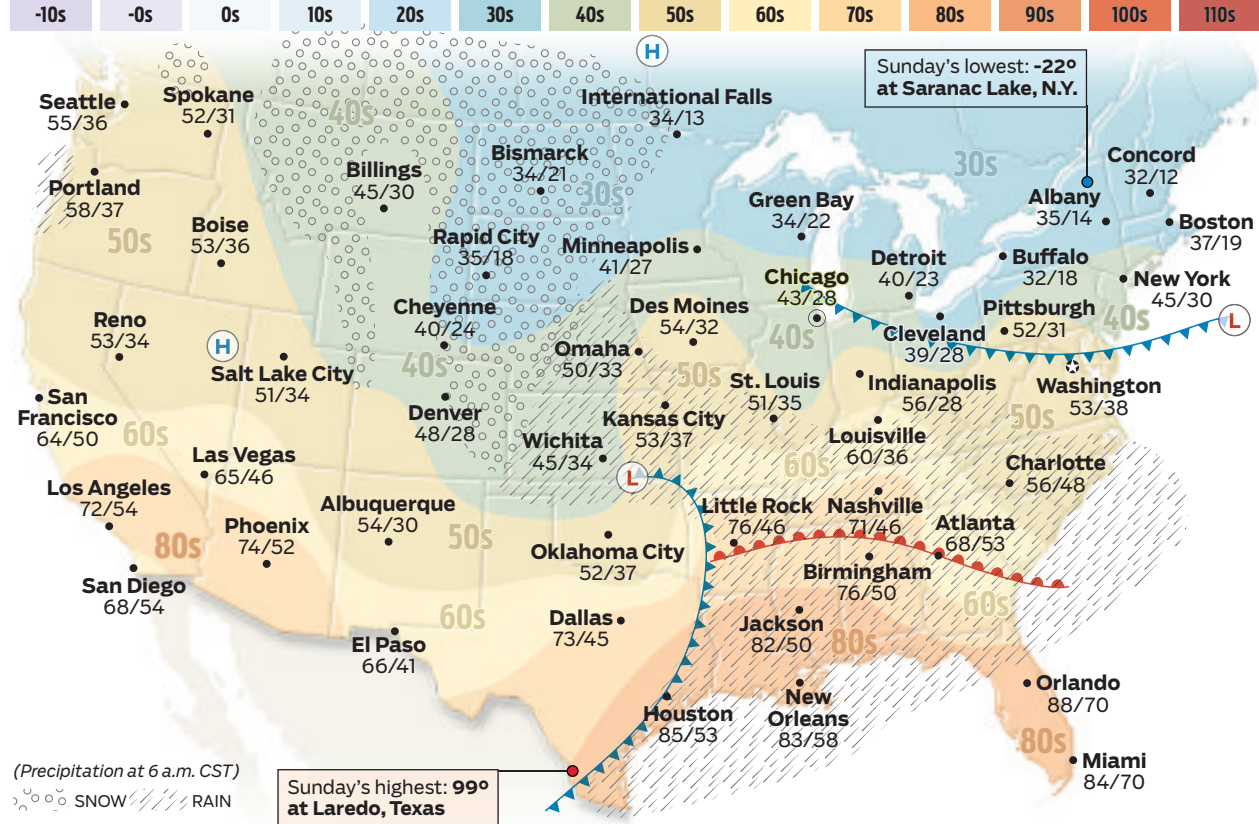 -10s -0s 0s 10s 20s 30s 40s 50s 60s 70s 80s 90s 100s 110s
H
Sunday's lowest: -22º
at Saranac Lake, N.Y.
Seattle
55/36
Spokane
52/31
40s
International Falls
34/13
Portland
58/37
Billings
45/30
Bismarck
34/21
30s
30s
Concord
32/12
Green Bay
34/22
Albany
35/14
Boston
37/19
50s
Boise
53/36
Rapid City
35/18
Minneapolis
41/27
Chicago
43/28
Detroit
40/23
Buffalo
32/18
New York
45/30
Reno
53/34
H
Cheyenne
40/24
Des Moines
54/32
40s
Cleveland
39/28
Pittsburgh
52/31
40s
L
Salt Lake City
51/34
40s
Omaha
50/33
50s
St. Louis
51/35
Indianapolis
56/28
Washington
53/38
San
Francisco
64/50
60s
Denver
48/28
Kansas City
53/37
Louisville
60/36
50s
Las Vegas
65/46
Wichita
45/34
L
60s
Charlotte
56/48
Los Angeles
72/54
Phoenix
74/52
80s
Albuquerque
54/30
50s
Oklahoma City
52/37
Little Rock
76/46
Nashville
71/46
Atlanta
68/53
San Diego
68/54
Birmingham
76/50
60s
El Paso
66/41
60s
Dallas
73/45
Jackson
82/50
80s
Houston
85/53
New
Orleans
83/58
Orlando
88/70
80s
Miami
84/70
(Precipitation at 6 a.m. CST)
SNOW RAIN
Sunday's highest: 99º
at Laredo, Texas